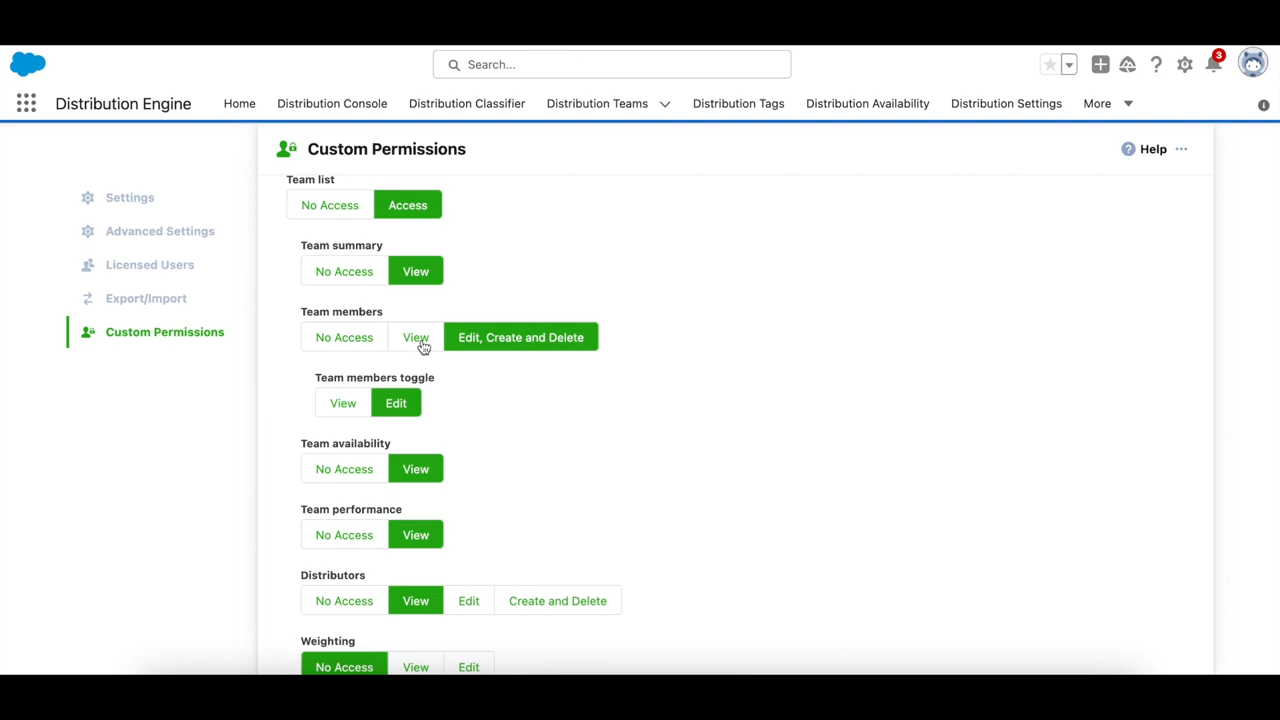 Search...
3
Distribution Engine
Home
Distribution Console
Distribution Classifier
Distribution Teams
Distribution Tags
Distribution Availability
Distribution Settings
More
Custom Permissions
Help
Settings
Advanced Settings
Licensed Users
Export/Import
Custom Permissions
Team list
No Access Access
Team summary
No Access View
Team members
No Access View Edit, Create and Delete
Team members toggle
View Edit
Team availability
No Access View
Team performance
No Access View
Distributors
No Access View Edit Create and Delete
Weighting
No Access View Edit